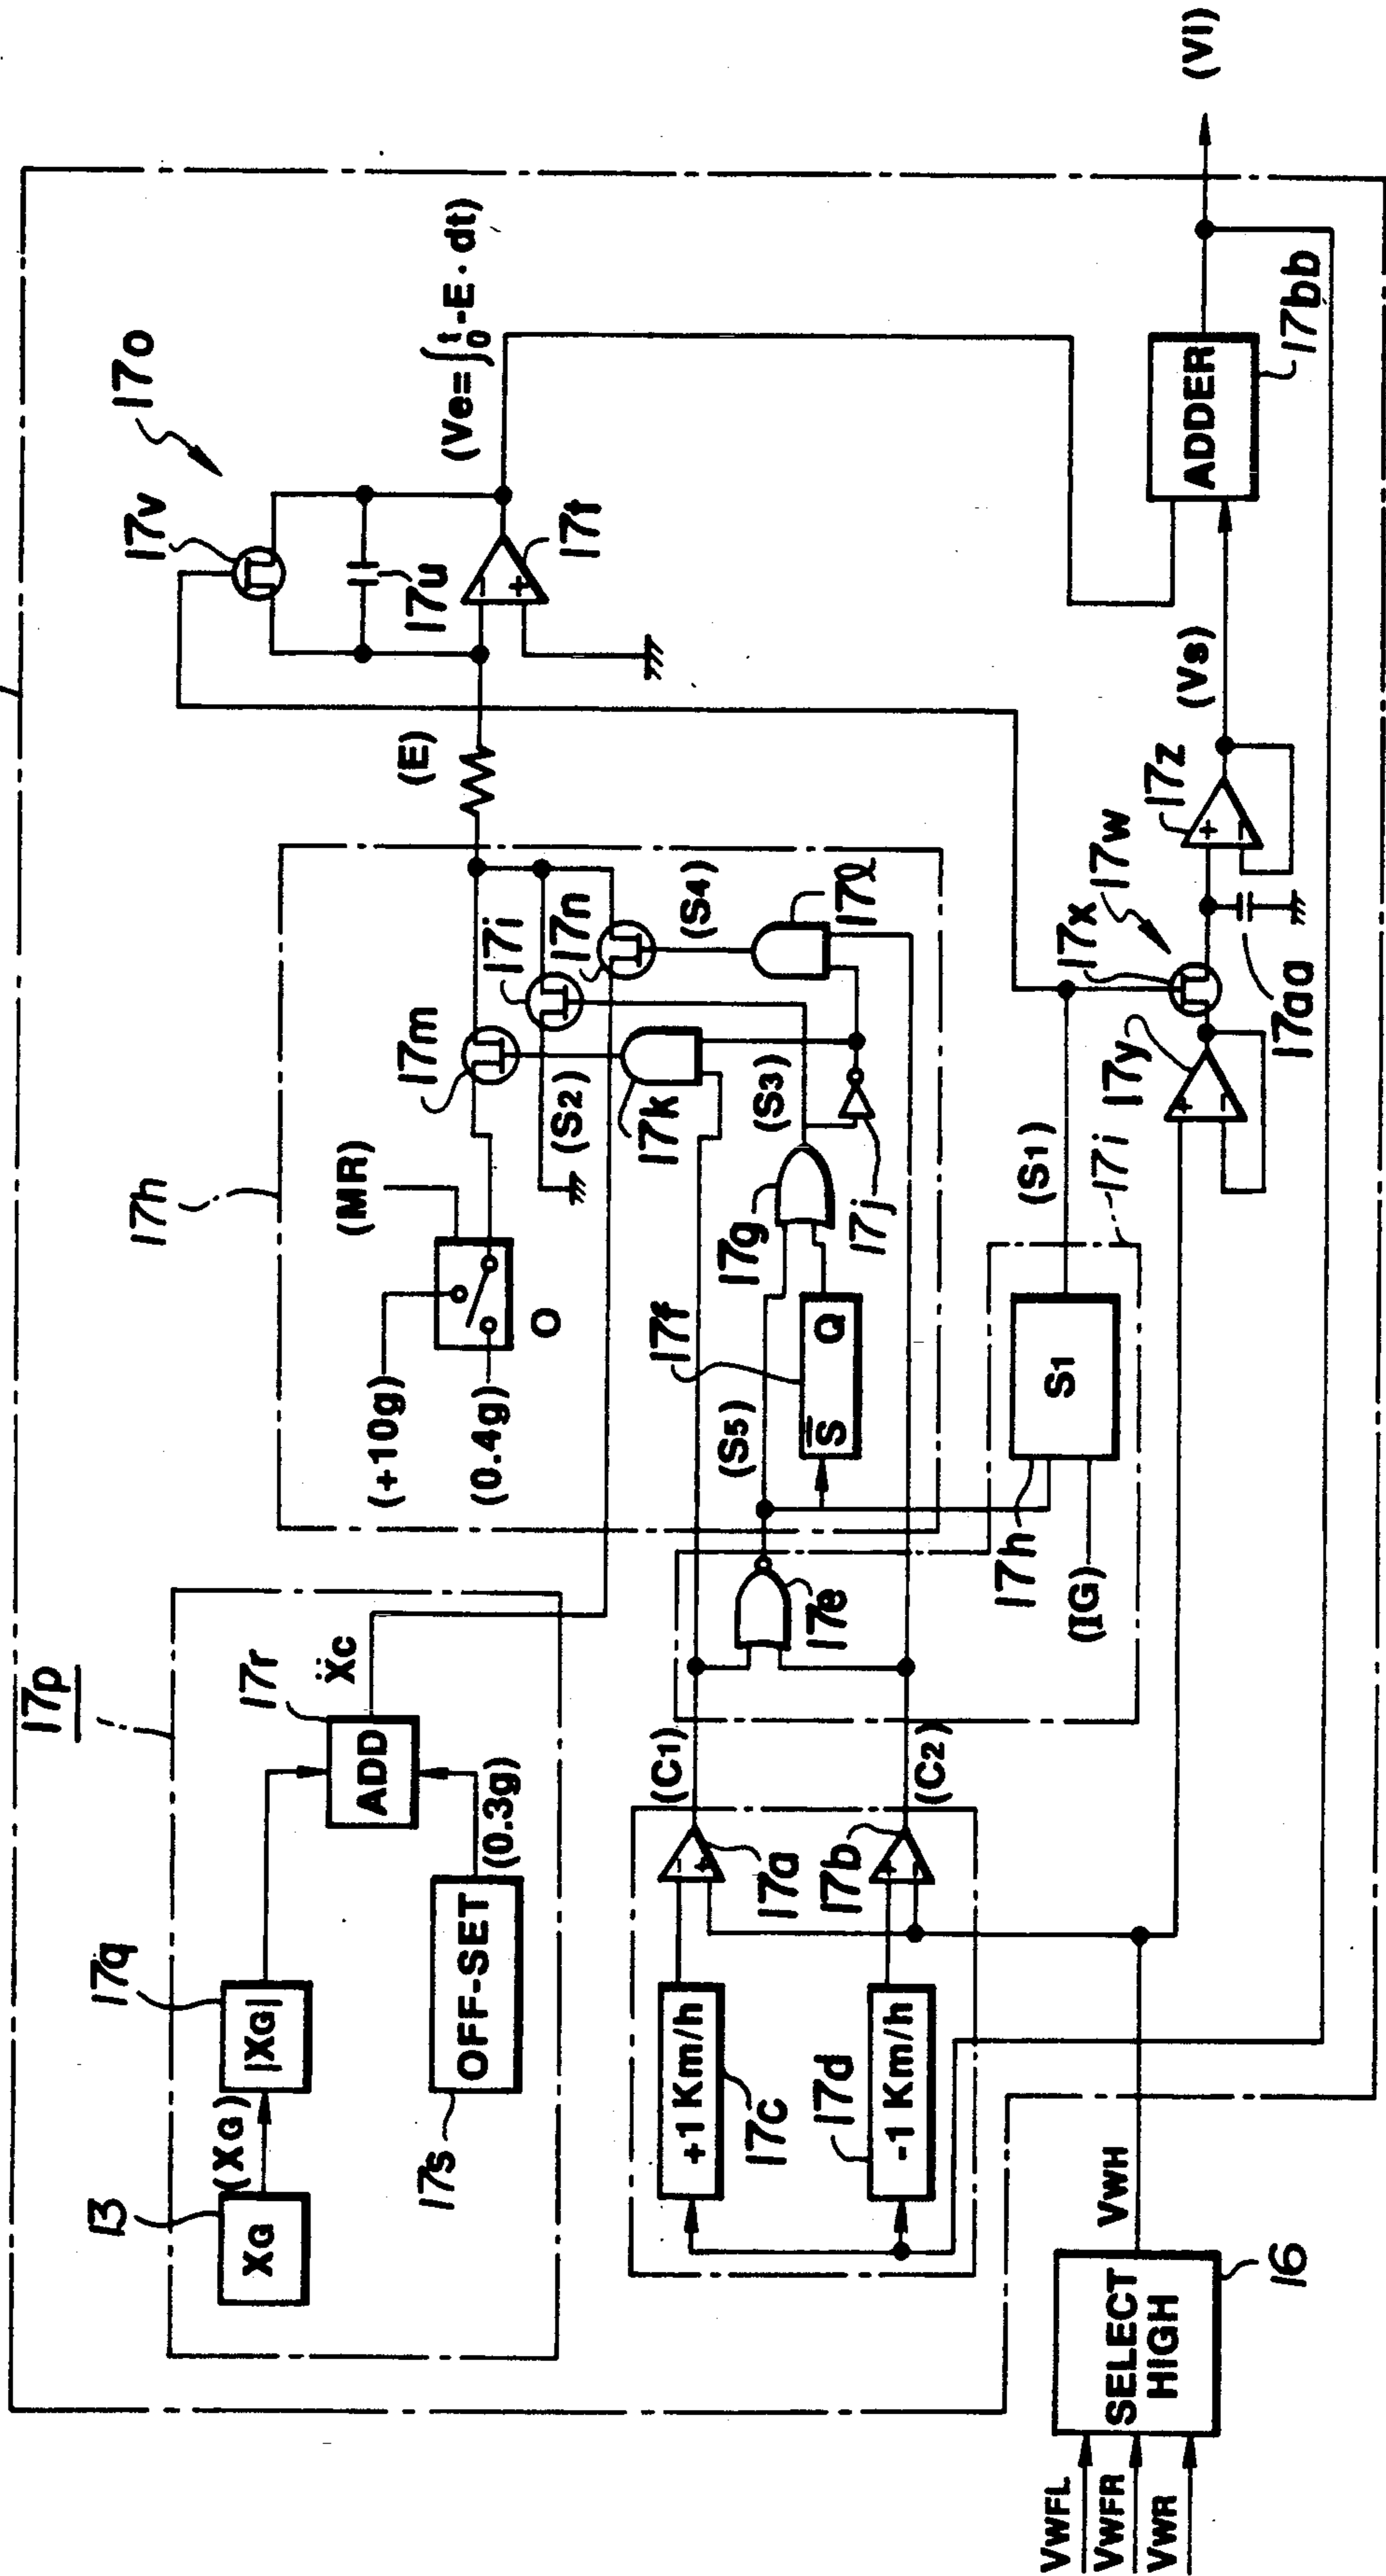 17p
13
XG
(XG)
17q
|XG|
17r
ADD
Ẍc
OFF-SET
17s
(0.3g)
17h
(MR)
(+10g)
(0.4g)
O
17m
17i
17n
(S2)
17k
(S3)
(S4)
17l
17g
17j
17f
S̅ Q
(S5)
(E)
17v
17o
17u
17t
(Ve=∫₀ᵗ-E·dt)
+1 Km/h
17c
-1 Km/h
17d
17a
17b
(C1)
(C2)
17e
17h
(IG)
S1
(S1)
17i
17y
17x
17w
17aa
17z
(Vs)
ADDER
17bb
(Vi)
VWFL
VWFR
VWR
SELECT
HIGH
16
VWH